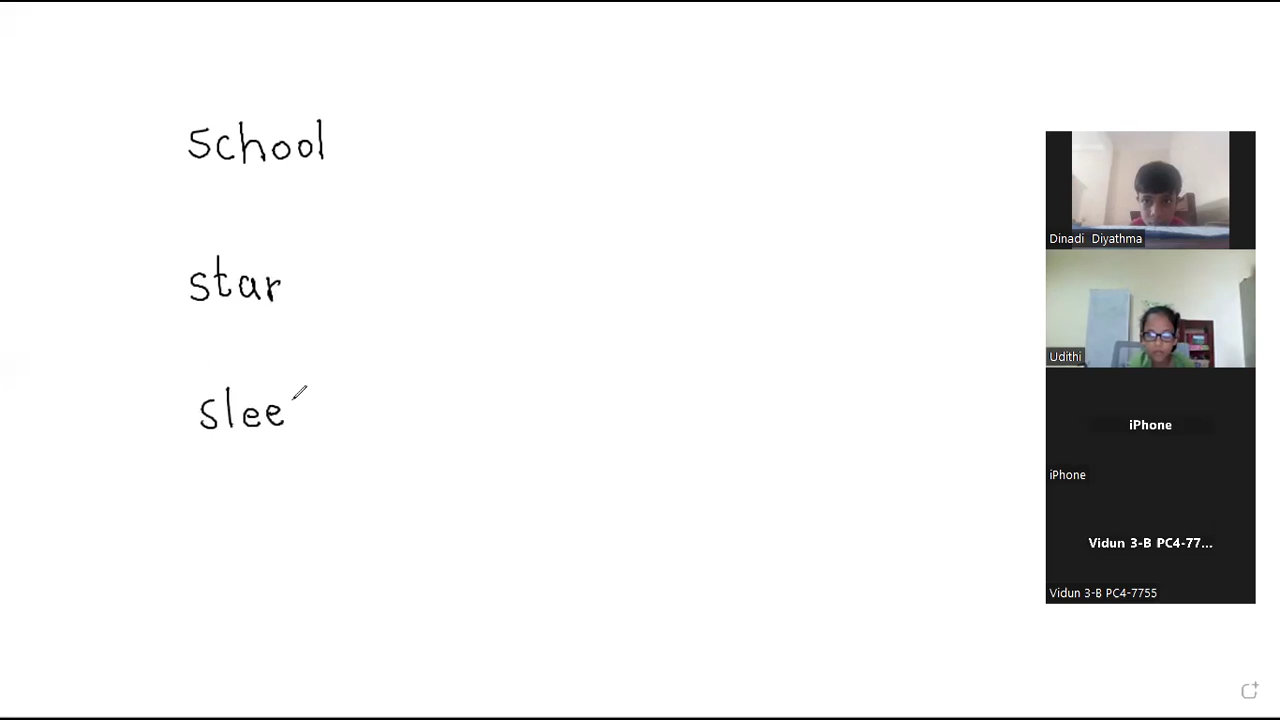 School
star
slee
Dinadi Diyathma
Udithi
iPhone
iPhone
Vidun 3-B PC4-77...
Vidun 3-B PC4-7755